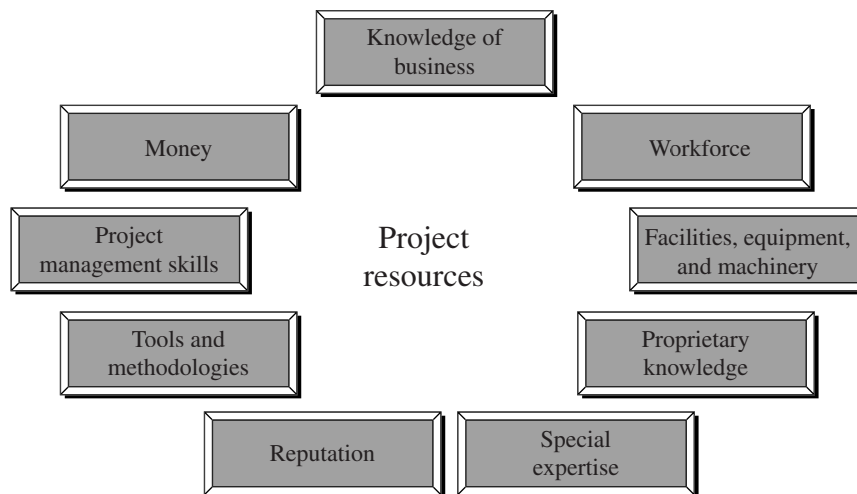 Knowledge of
business
Money
Workforce
Project
management skills
Project
resources
Facilities, equipment,
and machinery
Tools and
methodologies
Proprietary
knowledge
Reputation
Special
expertise